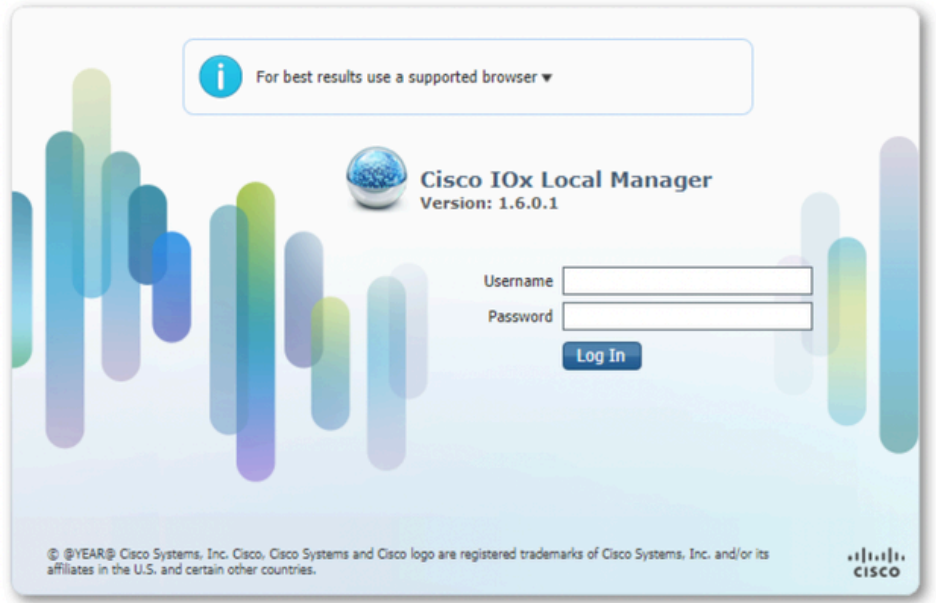 For best results use a supported browser ▾
Cisco IOx Local Manager
Version: 1.6.0.1
Username
Password
Log In
© @YEAR@ Cisco Systems, Inc. Cisco, Cisco Systems and Cisco logo are registered trademarks of Cisco Systems, Inc. and/or its
affiliates in the U.S. and certain other countries.
CISCO